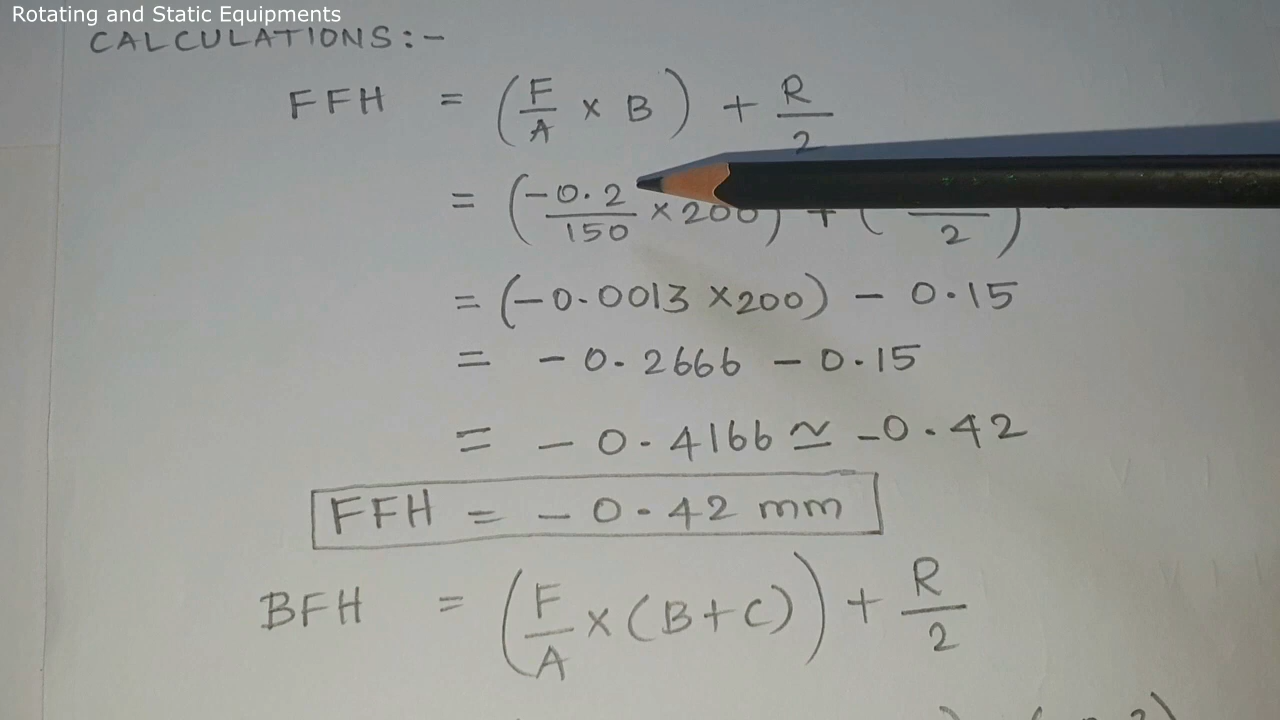 Rotating and Static Equipments
CALCULATIONS:-
FFH = (F/A × B) + R/2
= (-0.2/150 × 200) + ( /2)
= (-0.0013 × 200) - 0.15
= - 0.2666 - 0.15
= - 0.4166 ≃ -0.42
FFH = - 0.42 mm
BFH = (F/A × (B+C)) + R/2